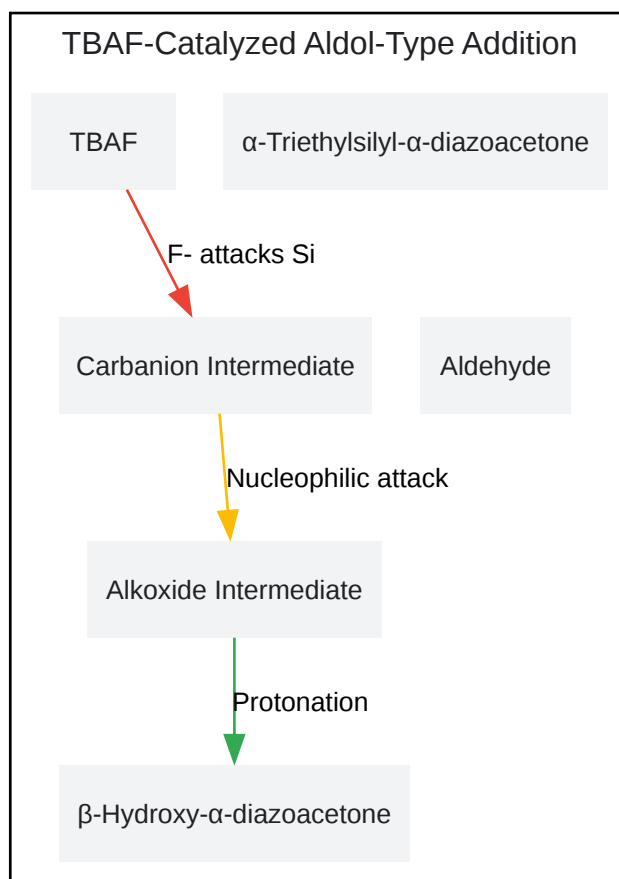 TBAF-Catalyzed Aldol-Type Addition
TBAF
α-Triethylsilyl-α-diazoacetone
F- attacks Si
Carbanion Intermediate
Aldehyde
Nucleophilic attack
Alkoxide Intermediate
Protonation
β-Hydroxy-α-diazoacetone